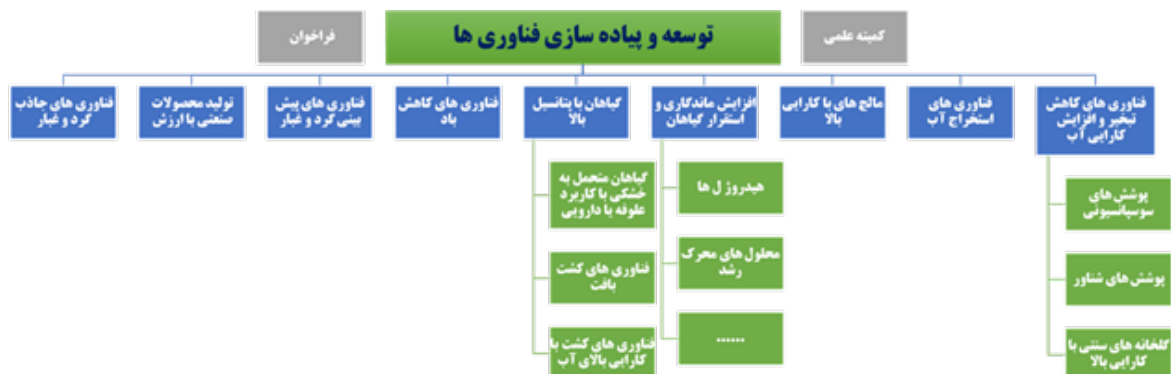 کمیته علمی
توسعه و پیاده سازی فناوری ها
فراخوان
فناوری های کاهش
تبخیر و افزایش
کارایی آب
فناوری های
استخراج آب
مالچ های با کارایی
بالا
افزایش ماندگاری و
استقرار گیاهان
گیاهان با پتانسیل
بالا
فناوری های کاهش
باد
فناوری های پیش
بینی گرد و غبار
تولید محصولات
صنعتی با ارزش
فناوری های جاذب
گرد و غبار
پوشش های
سوسپانسیونی
پوشش های شناور
گلخانه های سنتی با
کارایی بالا
هیدروژل ها
محلول های محرک
رشد
......
گیاهان متحمل به
خشکی با کاربرد
علوفه یا دارویی
فناوری های کشت
بافت
فناوری های کشت با
کارایی بالای آب